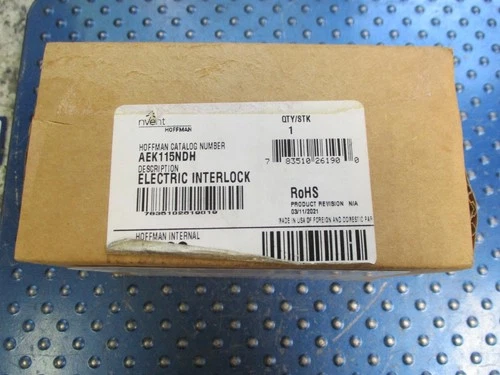 nvent
HOFFMAN
HOFFMAN CATALOG NUMBER
AEK115NDH
DESCRIPTION
ELECTRIC INTERLOCK
QTY/STK
1
7 83510 26190 0
RoHS
PRODUCT REVISION N/A
03/11/2021
MADE IN USA OF FOREIGN AND DOMESTIC PAR
HOFFMAN INTERNAL